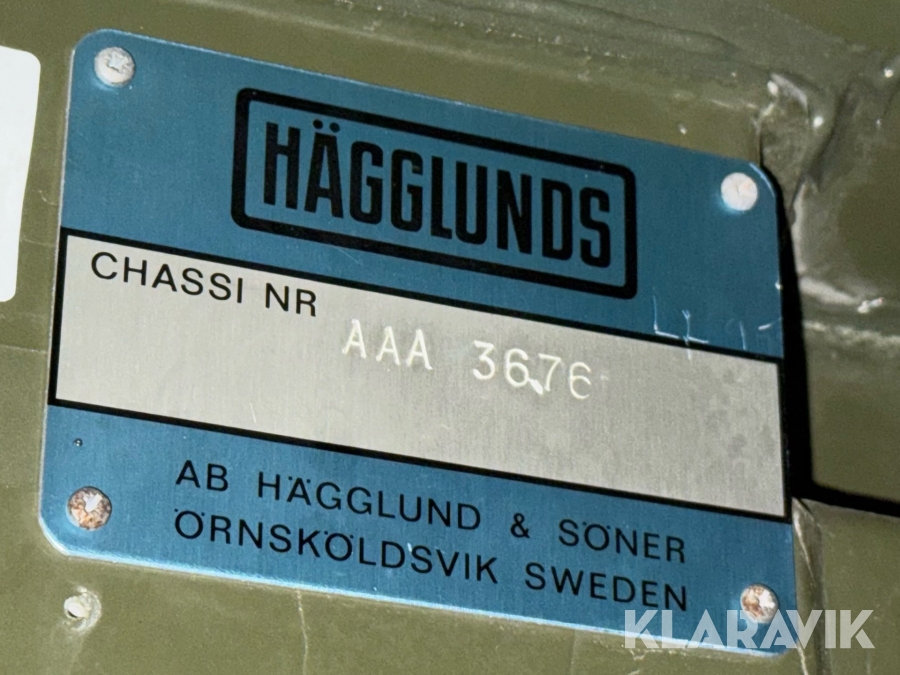 HÄGGLUNDS
CHASSI NR
AAA 3676
AB HÄGGLUND & SÖNER
ÖRNSKÖLDSVIK SWEDEN
KLARAVIK